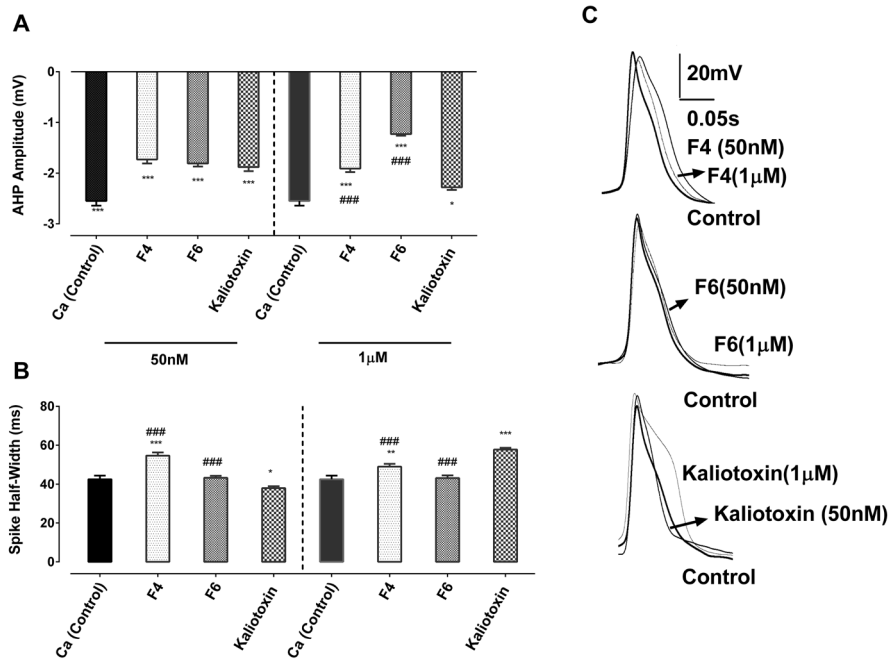 A
AHP Amplitude (mV)
0
-1
-2
-3
***
***
***
***
***
###
***
###
*
Ca (Control)
F4
F6
Kaliotoxin
Ca (Control)
F4
F6
Kaliotoxin
50nM
1μM
B
Spike Half-Width (ms)
80
60
40
20
0
###
***
###
*
###
**
###
***
Ca (Control)
F4
F6
Kaliotoxin
Ca (Control)
F4
F6
Kaliotoxin
C
20mV
0.05s
F4 (50nM)
F4(1μM)
Control
F6(50nM)
F6(1μM)
Control
Kaliotoxin(1μM)
Kaliotoxin (50nM)
Control